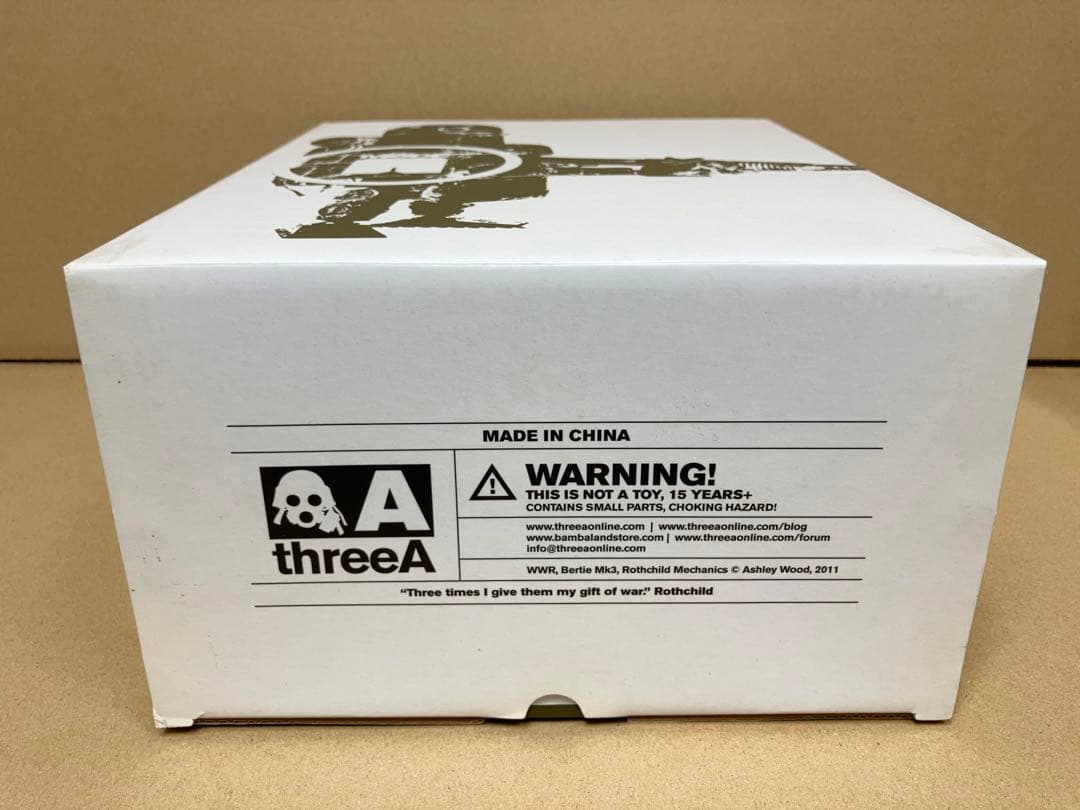 MADE IN CHINA
A
threeA
WARNING!
THIS IS NOT A TOY, 15 YEARS+
CONTAINS SMALL PARTS, CHOKING HAZARD!
www.threeaonline.com | www.threeaonline.com/blog
www.bambalandstore.com | www.threeaonline.com/forum
info@threeaonline.com
WWR, Bertie Mk3, Rothchild Mechanics © Ashley Wood, 2011
“Three times I give them my gift of war.” Rothchild